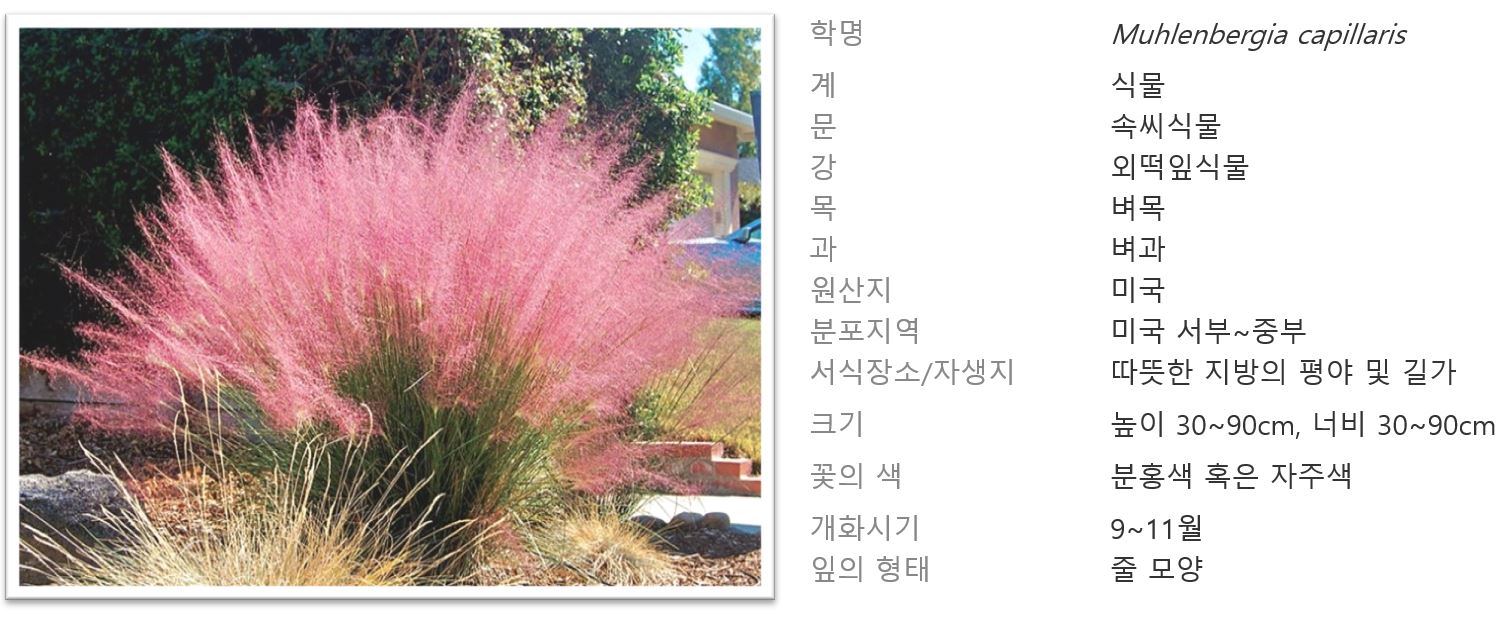 학명 Muhlenbergia capillaris
계 식물
문 속씨식물
강 외떡잎식물
목 벼목
과 벼과
원산지 미국
분포지역 미국 서부~중부
서식장소/자생지 따뜻한 지방의 평야 및 길가
크기 높이 30~90cm, 너비 30~90cm
꽃의 색 분홍색 혹은 자주색
개화시기 9~11월
잎의 형태 줄 모양